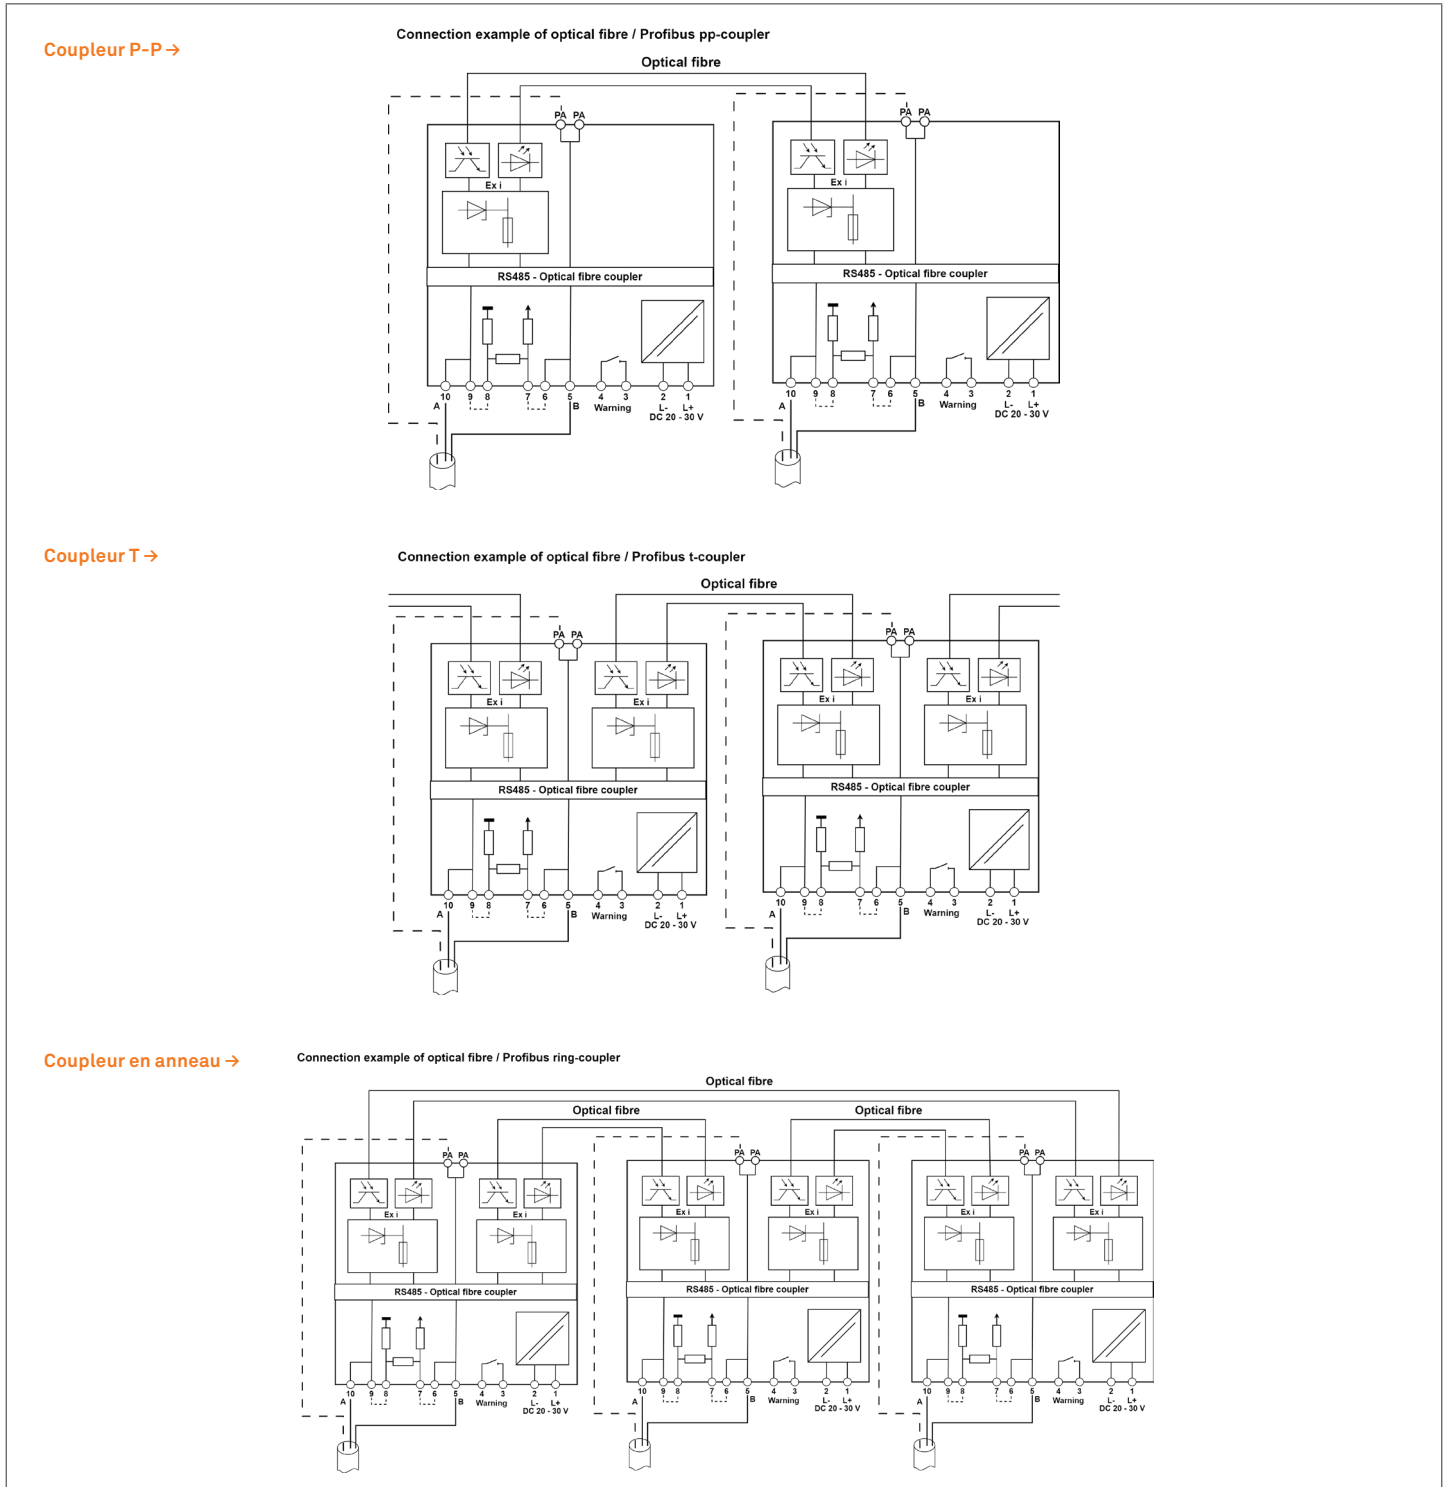 Coupleur P-P →
Connection example of optical fibre / Profibus pp-coupler
Optical fibre
PA PA
PA PA
Ex i
Ex i
RS485 - Optical fibre coupler
RS485 - Optical fibre coupler
10 9 8 7 6 5 4 3 2 1
A B Warning L- L+
DC 20 - 30 V
10 9 8 7 6 5 4 3 2 1
A B Warning L- L+
DC 20 - 30 V
Coupleur T →
Connection example of optical fibre / Profibus t-coupler
Optical fibre
PA PA
PA PA
Ex i Ex i
Ex i Ex i
RS485 - Optical fibre coupler
RS485 - Optical fibre coupler
10 9 8 7 6 5 4 3 2 1
A B Warning L- L+
DC 20 - 30 V
10 9 8 7 6 5 4 3 2 1
A B Warning L- L+
DC 20 - 30 V
Coupleur en anneau →
Connection example of optical fibre / Profibus ring-coupler
Optical fibre
Optical fibre
Optical fibre
PA PA
PA PA
PA PA
Ex i Ex i
Ex i Ex i
Ex i Ex i
RS485 - Optical fibre coupler
RS485 - Optical fibre coupler
RS485 - Optical fibre coupler
10 9 8 7 6 5 4 3 2 1
A B Warning L- L+
DC 20 - 30 V
10 9 8 7 6 5 4 3 2 1
A B Warning L- L+
DC 20 - 30 V
10 9 8 7 6 5 4 3 2 1
A B Warning L- L+
DC 20 - 30 V